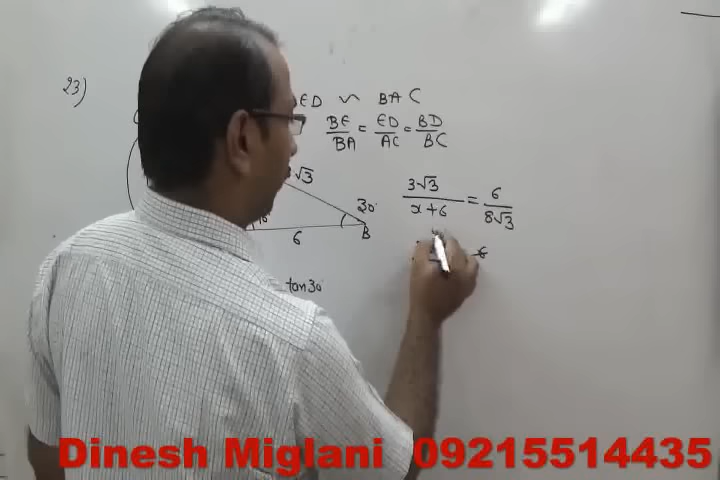 23)
ED ∽ BAC
BE/BA = ED/AC = BD/BC
3√3
3√3/x+6 = 6/8√3
30°
6
B
tan30
Dinesh Miglani 09215514435